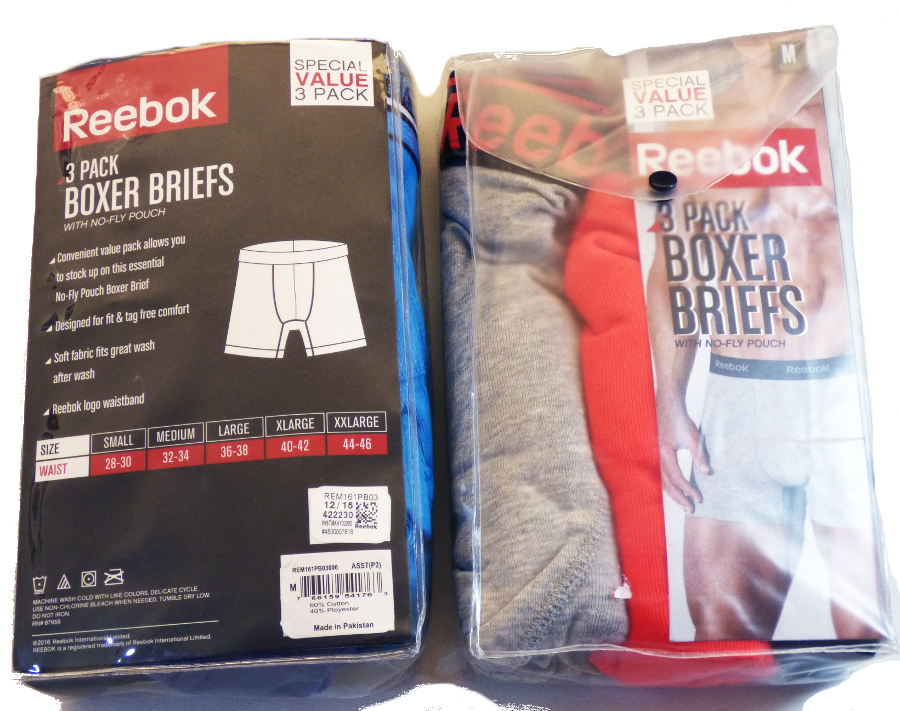 Reebok
SPECIAL
VALUE
3 PACK
3 PACK
BOXER BRIEFS
WITH NO-FLY POUCH
Convenient value pack allows you
to stock up on this essential
No-Fly Pouch Boxer Brief
Designed for fit & tag free comfort
Soft fabric fits great wash
after wash
Reebok logo waistband
SIZE SMALL MEDIUM LARGE XLARGE XXLARGE
WAIST 28-30 32-34 36-38 40-42 44-46
REM161PB03
12/15
422230
Reebok
REM161PB03006 ASST(P2)
M
60% Cotton
40% Ployester
Made in Pakistan
MACHINE WASH COLD WITH LIKE COLORS, DELICATE CYCLE.
USE NON-CHLORINE BLEACH WHEN NEEDED. TUMBLE DRY LOW.
DO NOT IRON.
RN# 87958
©2016 Reebok International Limited.
REEBOK is a registered trademark of Reebok International Limited.
M
SPECIAL
VALUE
3 PACK
Reeb
Reebok
3 PACK
BOXER
BRIEFS
WITH NO-FLY POUCH
Reebok Reebok